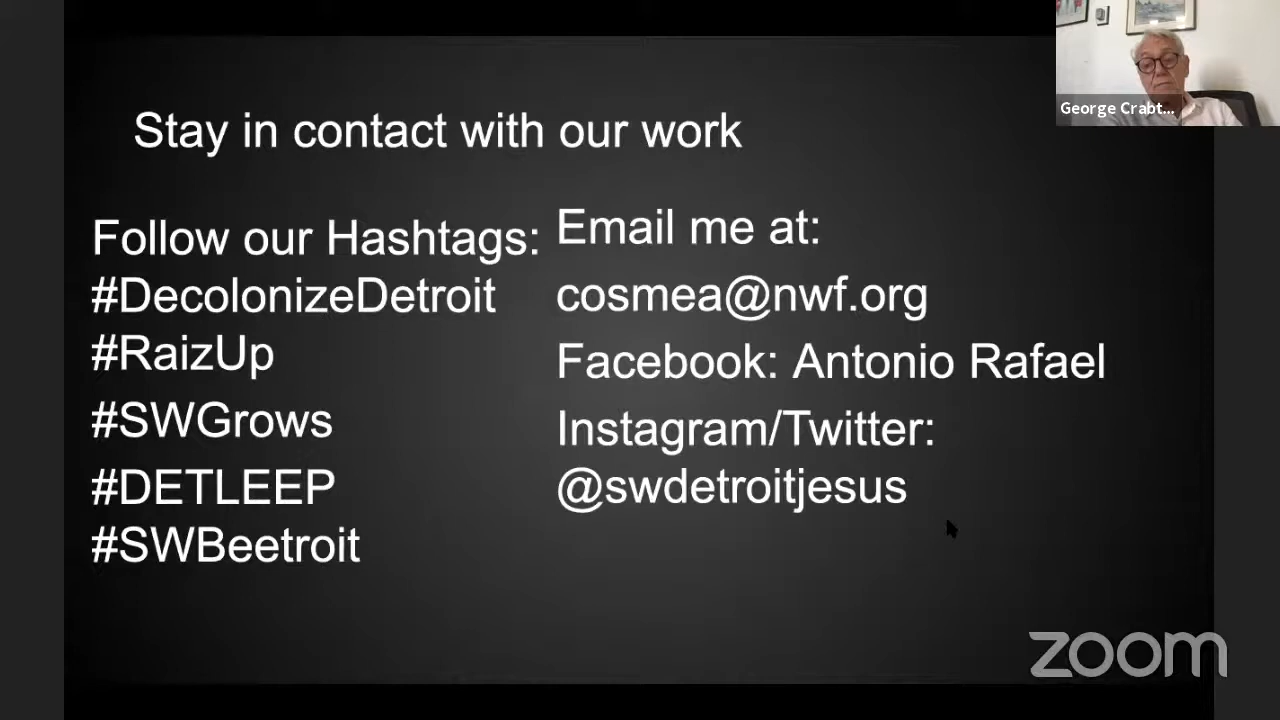 George Crabt...
Stay in contact with our work
Follow our Hashtags:
#DecolonizeDetroit
#RaizUp
#SWGrows
#DETLEEP
#SWBeetroit
Email me at:
cosmea@nwf.org
Facebook: Antonio Rafael
Instagram/Twitter:
@swdetroitjesus
zoom